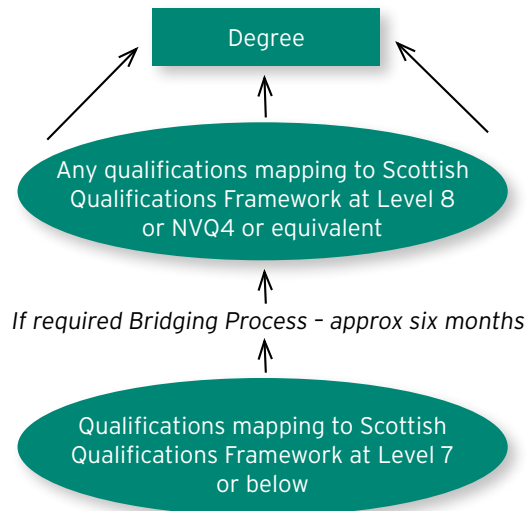 Degree
Any qualifications mapping to Scottish
Qualifications Framework at Level 8
or NVQ4 or equivalent
If required Bridging Process – approx six months
Qualifications mapping to Scottish
Qualifications Framework at Level 7
or below